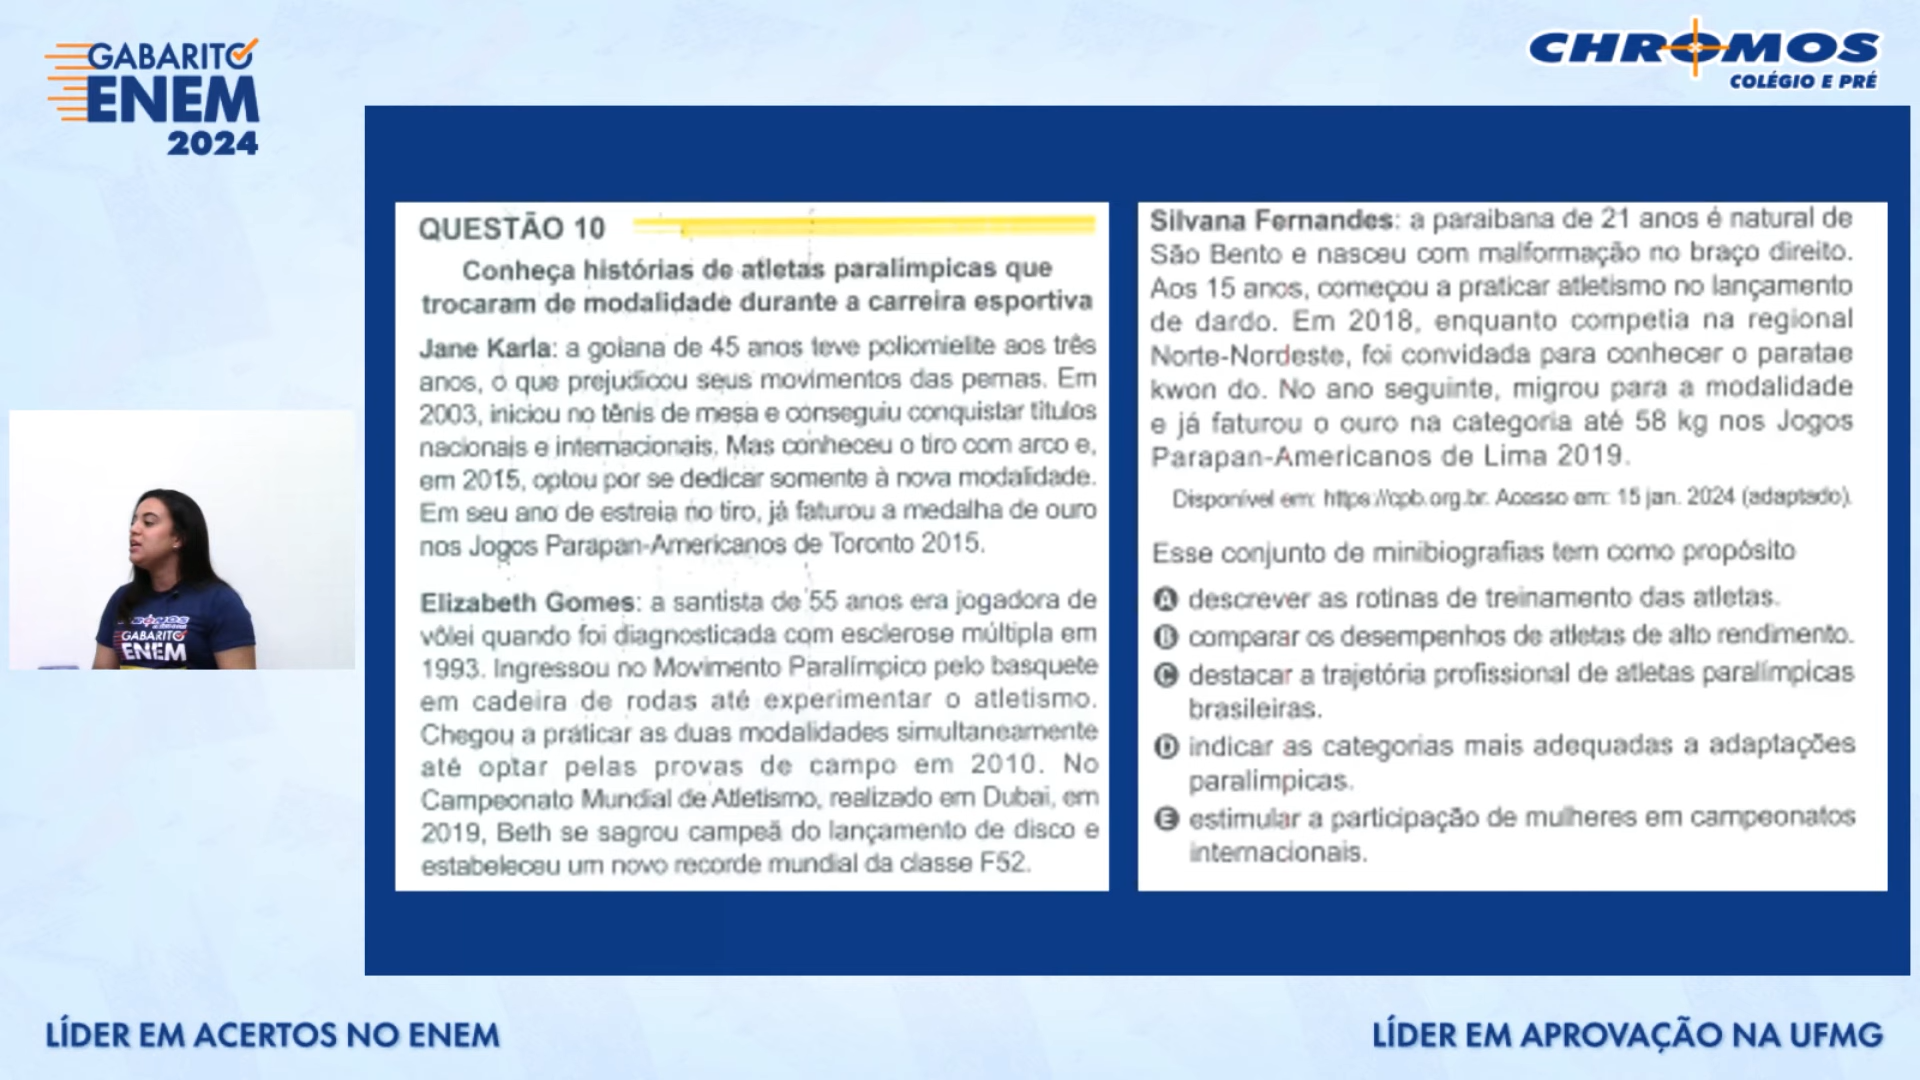 GABARITO
ENEM
2024
CHROMOS
COLÉGIO E PRÉ
QUESTÃO 10
Conheça histórias de atletas paralímpicas que
trocaram de modalidade durante a carreira esportiva
Jane Karla: a goiana de 45 anos teve poliomielite aos três
anos, o que prejudicou seus movimentos das pernas. Em
2003, iniciou no tênis de mesa e conseguiu conquistar títulos
nacionais e internacionais. Mas conheceu o tiro com arco e,
em 2015, optou por se dedicar somente à nova modalidade.
Em seu ano de estreia no tiro, já faturou a medalha de ouro
nos Jogos Parapan-Americanos de Toronto 2015.
Elizabeth Gomes: a santista de 55 anos era jogadora de
vôlei quando foi diagnosticada com esclerose múltipla em
1993. Ingressou no Movimento Paralímpico pelo basquete
em cadeira de rodas até experimentar o atletismo.
Chegou a praticar as duas modalidades simultaneamente
até optar pelas provas de campo em 2010. No
Campeonato Mundial de Atletismo, realizado em Dubai, em
2019, Beth se sagrou campeã do lançamento de disco e
estabeleceu um novo recorde mundial da classe F52.
Silvana Fernandes: a paraibana de 21 anos é natural de
São Bento e nasceu com malformação no braço direito.
Aos 15 anos, começou a praticar atletismo no lançamento
de dardo. Em 2018, enquanto competia na regional
Norte-Nordeste, foi convidada para conhecer o paratae
kwon do. No ano seguinte, migrou para a modalidade
e já faturou o ouro na categoria até 58 kg nos Jogos
Parapan-Americanos de Lima 2019.
Disponível em: https://cpb.org.br. Acesso em: 15 jan. 2024 (adaptado).
Esse conjunto de minibiografias tem como propósito
A descrever as rotinas de treinamento das atletas.
B comparar os desempenhos de atletas de alto rendimento.
C destacar a trajetória profissional de atletas paralímpicas
brasileiras.
D indicar as categorias mais adequadas a adaptações
paralímpicas.
E estimular a participação de mulheres em campeonatos
internacionais.
CHROMOS
GABARITO
ENEM
LÍDER EM ACERTOS NO ENEM
LÍDER EM APROVAÇÃO NA UFMG